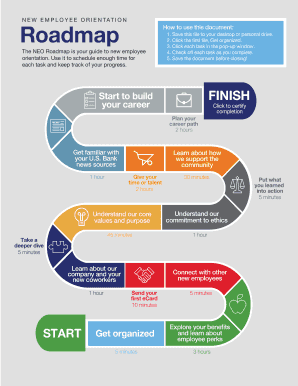 NEW EMPLOYEE ORIENTATION
Roadmap
The NEO Roadmap is your guide to new employee
orientation. Use it to schedule enough time for
each task and keep track of your progress.
How to use this document:
1. Save this file to your desktop or personal drive.
2. Click the first tile, Get organized.
3. Click each task in the pop-up window.
4. Check off each task as you complete.
5. Save the document before closing!
Start to build
your career
Plan your
career path
2 hours
FINISH
Click to certify
completion
Get familiar with
your U.S. Bank
news sources
1 hour
Give your
time or talent
2 hours
Learn about how
we support the
community
30 minutes
Put what
you learned
into action
5 minutes
Understand our core
values and purpose
45 minutes
Understand our
commitment to ethics
1 hour
Take a
deeper dive
5 minutes
Learn about our
company and your
new coworkers
1 hour
Send your
first eCard
10 minutes
Connect with other
new employees
5 minutes
START
Get organized
Explore your benefits
and learn about
employee perks
3 hours